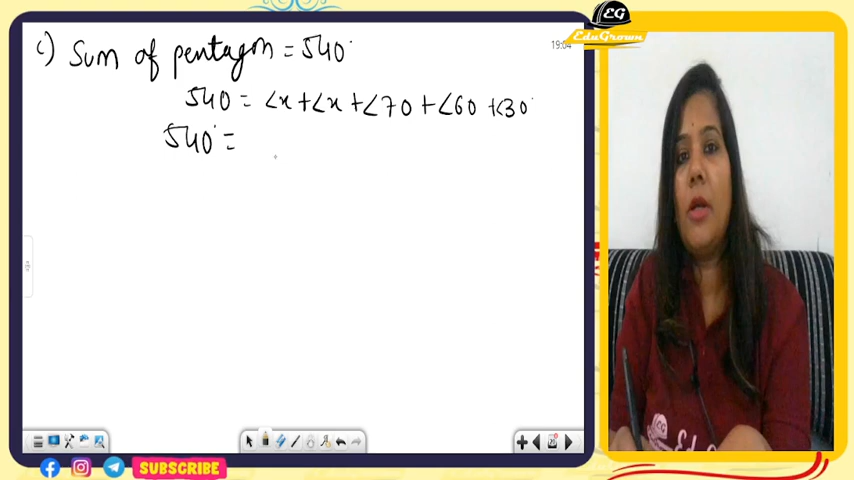 EG
EduGrown
19:04
c) Sum of pentagon = 540°
540 = <x + <x + <70 + <60 + <30°
540° =
SUBSCRIBE